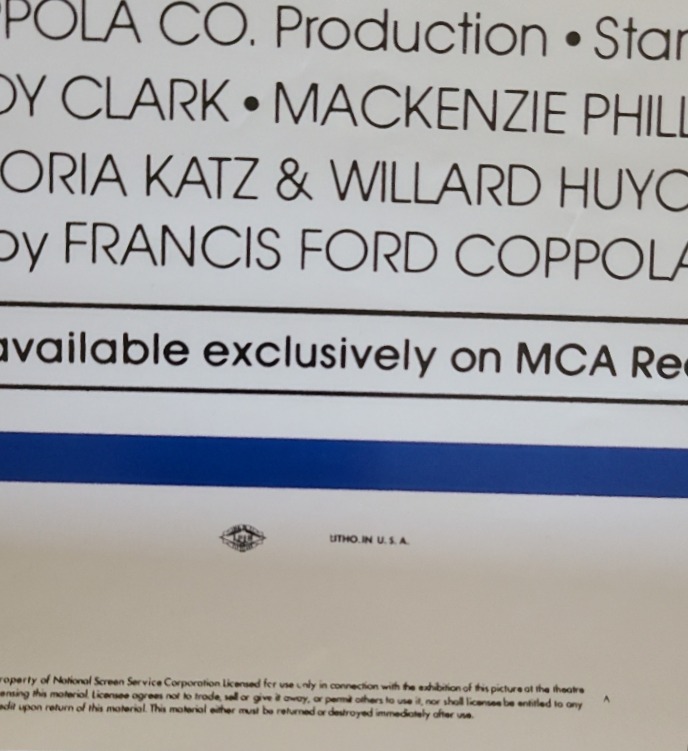 PPOLA CO. Production • Star
DY CLARK • MACKENZIE PHILL
ORIA KATZ & WILLARD HUYC
by FRANCIS FORD COPPOLA
available exclusively on MCA Rec
LITHO. IN U. S. A.
roperty of National Screen Service Corporation Licensed for use only in connection with the exhibition of this picture at the theatre
ensing this material. Licensee agrees not to trade, sell or give it away, or permit others to use it, nor shall licensee be entitled to any
edit upon return of this material. This material either must be returned or destroyed immediately after use.